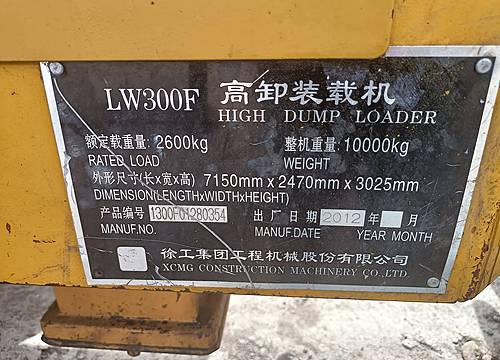 LW300F 高卸装载机
HIGH DUMP LOADER
额定载重量: 2600kg 整机重量: 10000kg
RATED LOAD WEIGHT
外形尺寸(长x宽x高) 7150mm x 2470mm x 3025mm
DIMENSION(LENGTHxWIDTHxHEIGHT)
产品编号 1300F01280354 出厂日期 2012 年 月
MANUF.NO. MANUF.DATE YEAR MONTH
徐工集团工程机械股份有限公司
XCMG CONSTRUCTION MACHINERY CO.,LTD